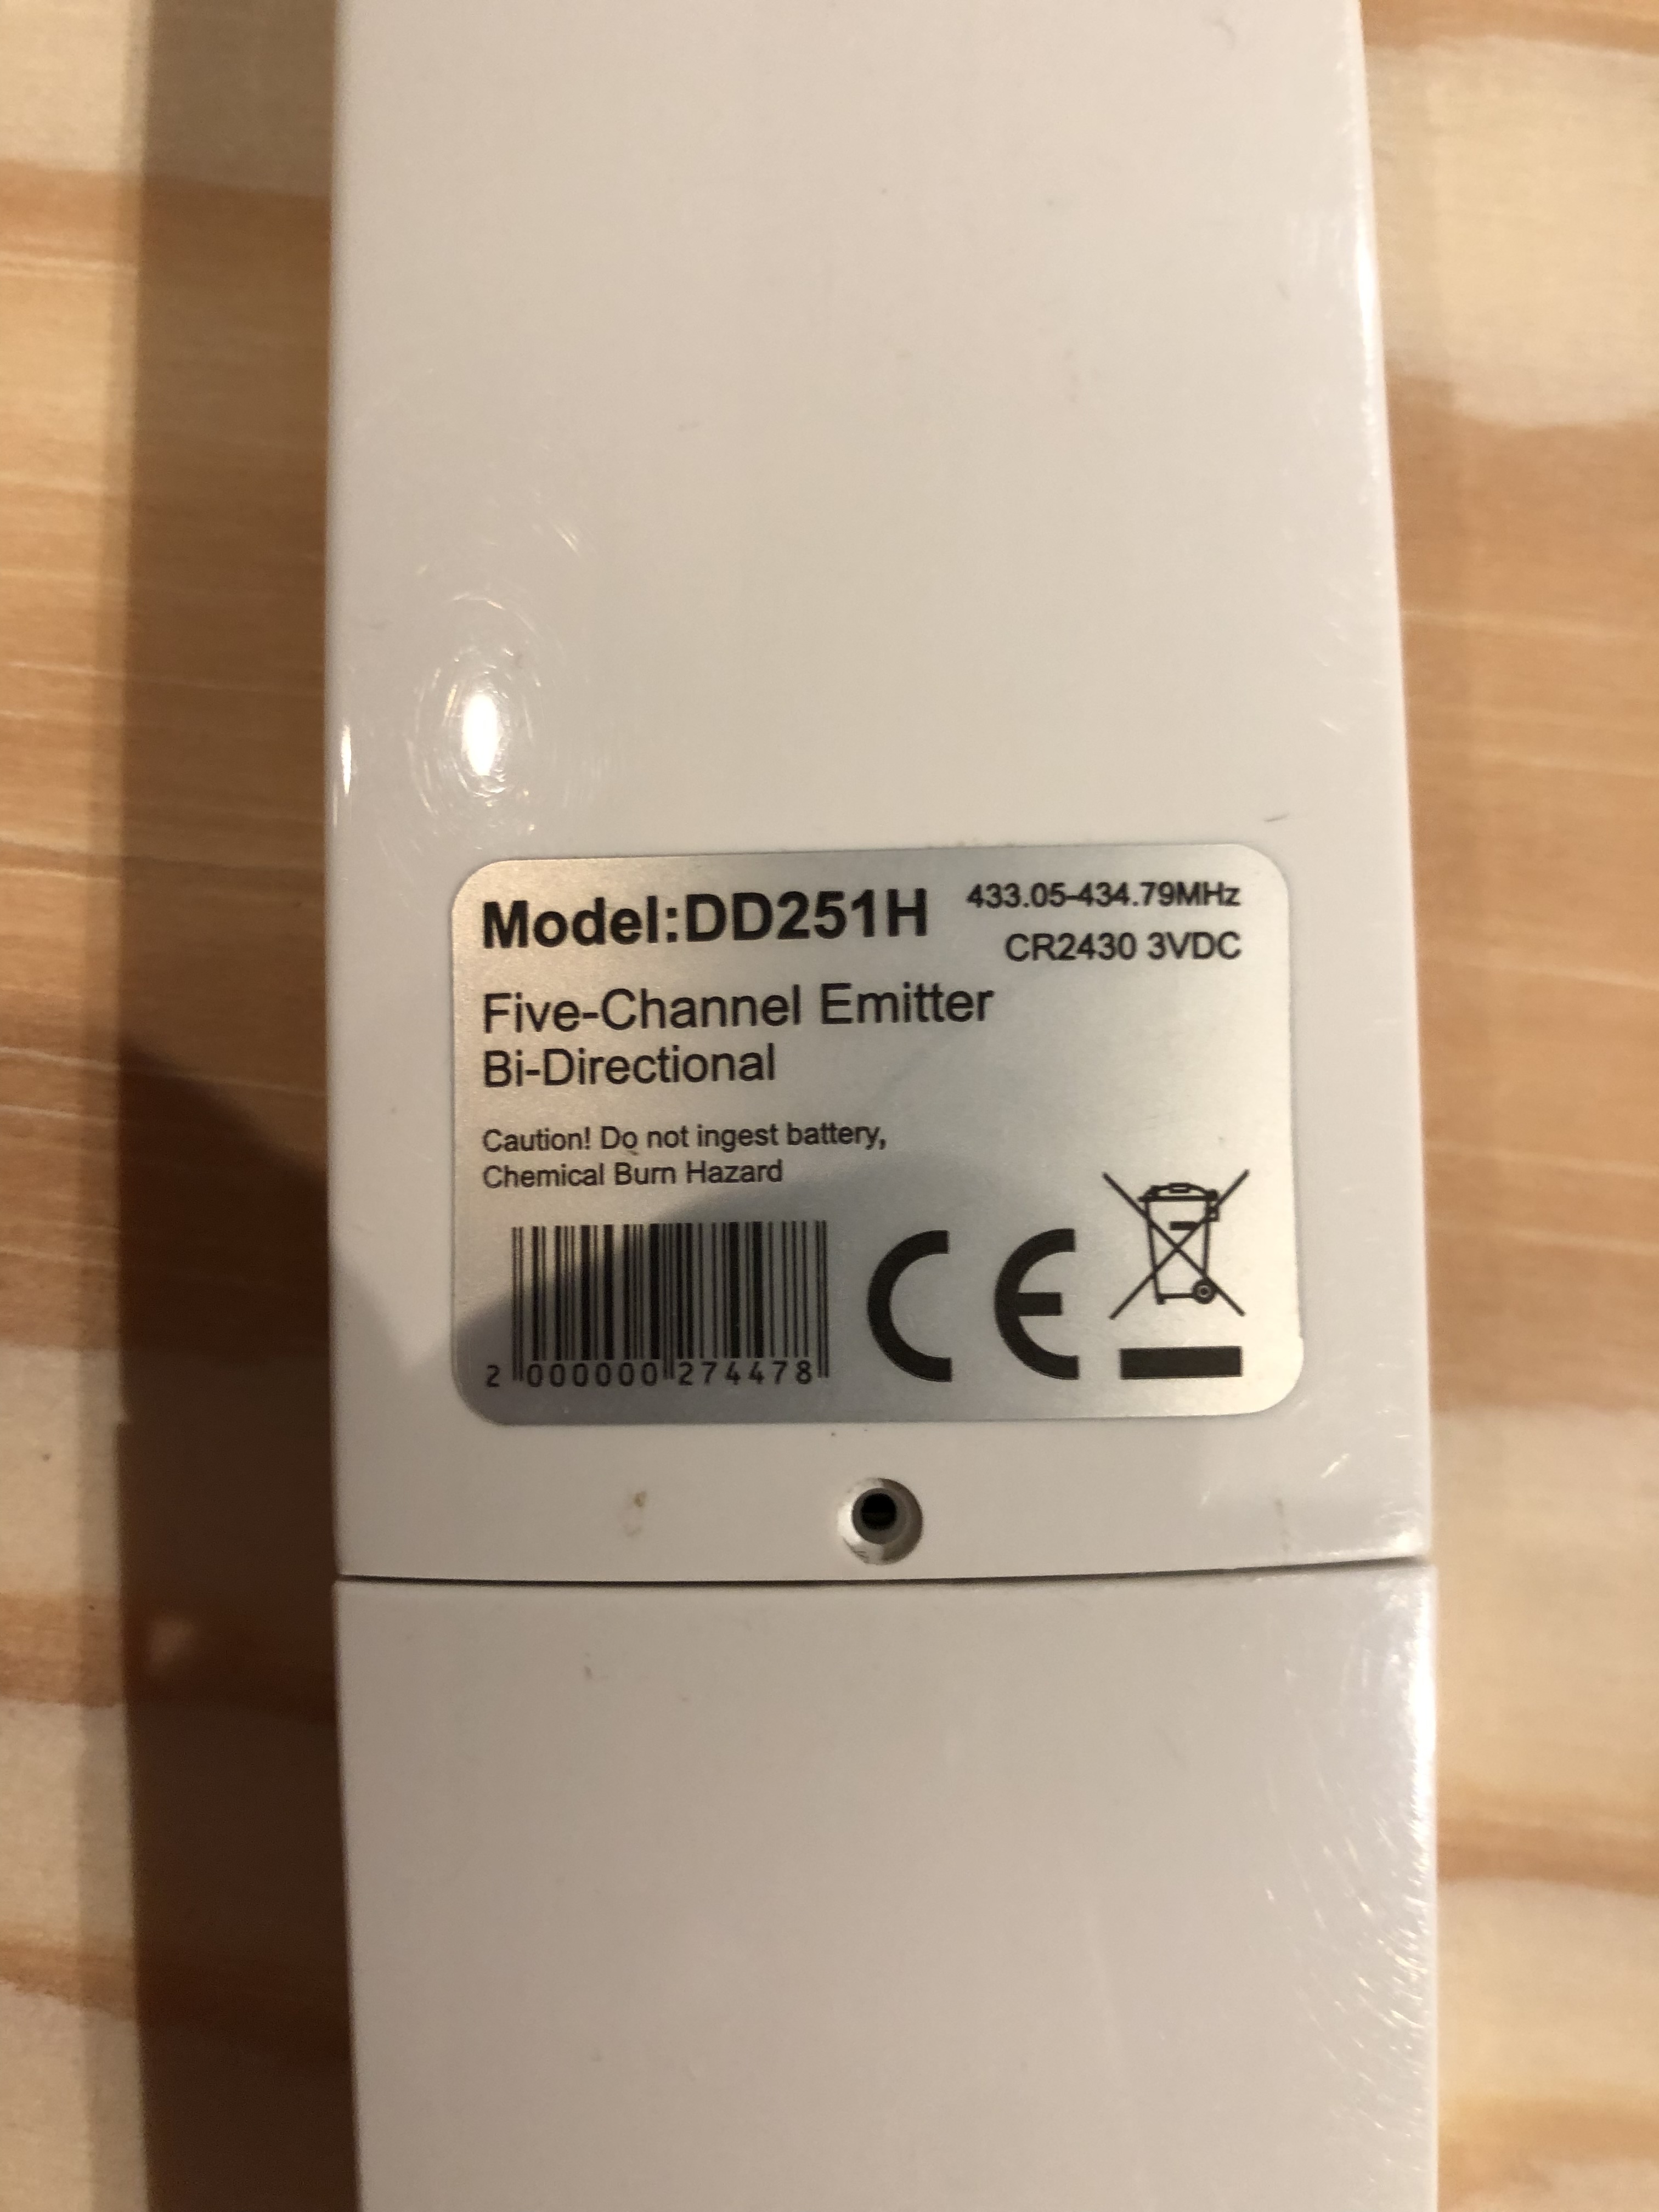 Model:DD251H 433.05-434.79MHz
CR2430 3VDC
Five-Channel Emitter
Bi-Directional
Caution! Do not ingest battery,
Chemical Burn Hazard
CE
2 000000 274478